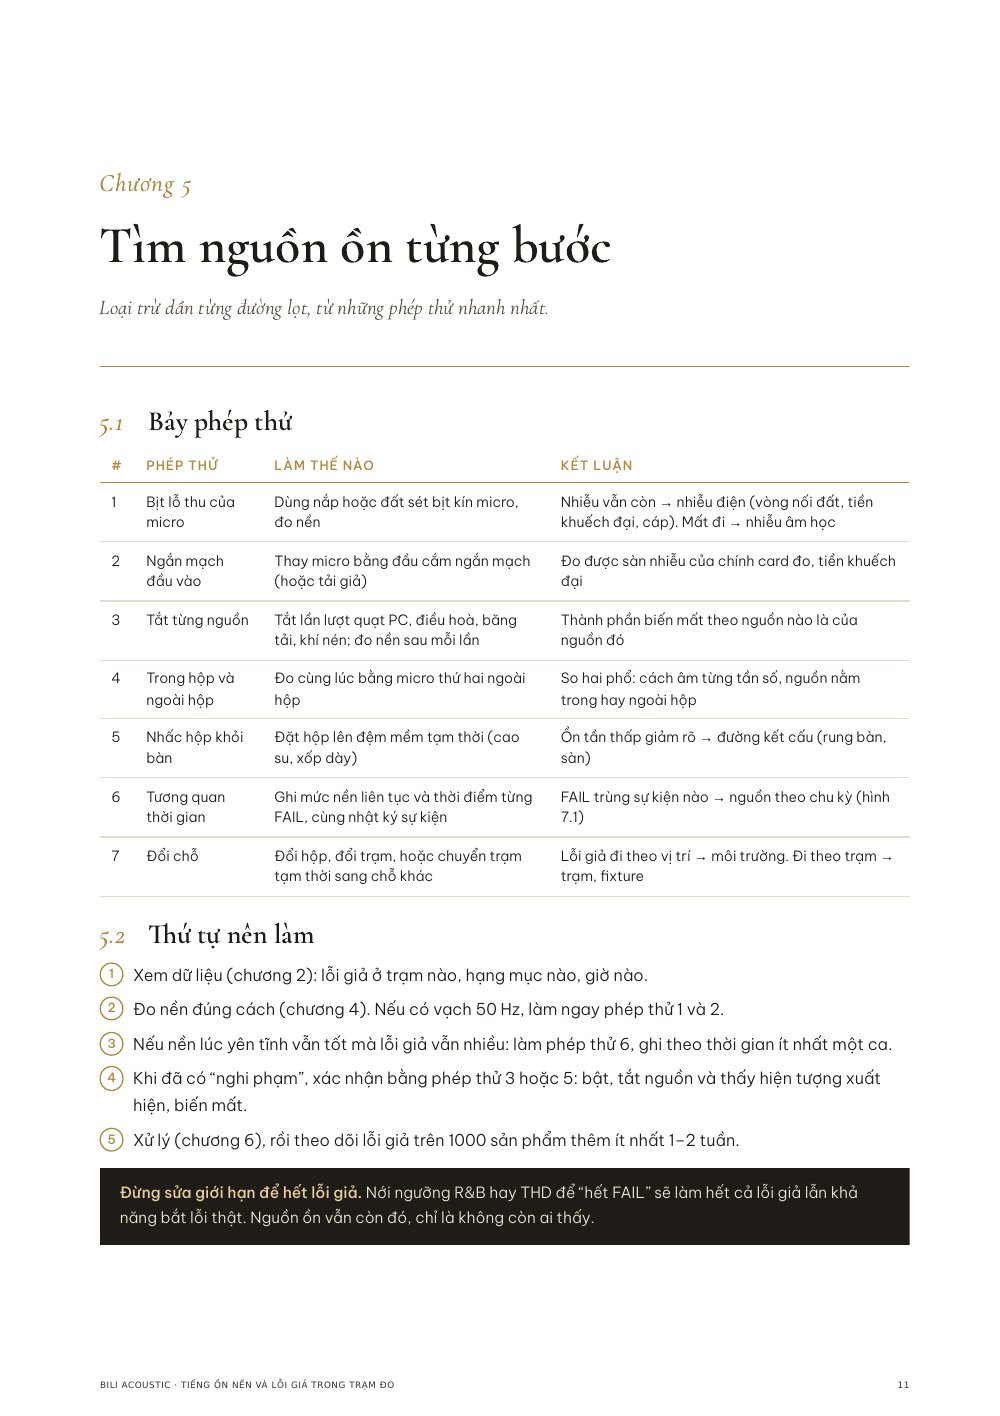 Chương 5
Tìm nguồn ồn từng bước
Loại trừ dần từng đường lọt, từ những phép thử nhanh nhất.
5.1 Bảy phép thử
# PHÉP THỬ LÀM THẾ NÀO KẾT LUẬN
1 Bịt lỗ thu của Dùng nắp hoặc đất sét bịt kín micro, Nhiễu vẫn còn → nhiễu điện (vòng nối đất, tiền
micro đo nền khuếch đại, cáp). Mất đi → nhiễu âm học
2 Ngắn mạch Thay micro bằng đầu cắm ngắn mạch Đo được sàn nhiễu của chính card đo, tiền khuếch
đầu vào (hoặc tải giả) đại
3 Tắt từng nguồn Tắt lần lượt quạt PC, điều hoà, băng Thành phần biến mất theo nguồn nào là của
tải, khí nén; đo nền sau mỗi lần nguồn đó
4 Trong hộp và Đo cùng lúc bằng micro thứ hai ngoài So hai phổ: cách âm từng tần số, nguồn nằm
ngoài hộp hộp trong hay ngoài hộp
5 Nhấc hộp khỏi Đặt hộp lên đệm mềm tạm thời (cao Ồn tần thấp giảm rõ → đường kết cấu (rung bàn,
bàn su, xốp dày) sàn)
6 Tương quan Ghi mức nền liên tục và thời điểm từng FAIL trùng sự kiện nào → nguồn theo chu kỳ (hình
thời gian FAIL, cùng nhật ký sự kiện 7.1)
7 Đổi chỗ Đổi hộp, đổi trạm, hoặc chuyển trạm Lỗi giả đi theo vị trí → môi trường. Đi theo trạm →
tạm thời sang chỗ khác trạm, fixture
5.2 Thứ tự nên làm
1 Xem dữ liệu (chương 2): lỗi giả ở trạm nào, hạng mục nào, giờ nào.
2 Đo nền đúng cách (chương 4). Nếu có vạch 50 Hz, làm ngay phép thử 1 và 2.
3 Nếu nền lúc yên tĩnh vẫn tốt mà lỗi giả vẫn nhiều: làm phép thử 6, ghi theo thời gian ít nhất một ca.
4 Khi đã có “nghi phạm”, xác nhận bằng phép thử 3 hoặc 5: bật, tắt nguồn và thấy hiện tượng xuất
hiện, biến mất.
5 Xử lý (chương 6), rồi theo dõi lỗi giả trên 1000 sản phẩm thêm ít nhất 1–2 tuần.
Đừng sửa giới hạn để hết lỗi giả. Nới ngưỡng R&B hay THD để “hết FAIL” sẽ làm hết cả lỗi giả lẫn khả
năng bắt lỗi thật. Nguồn ồn vẫn còn đó, chỉ là không còn ai thấy.
BILI ACOUSTIC · TIẾNG ỒN NỀN VÀ LỖI GIẢ TRONG TRẠM ĐO 11